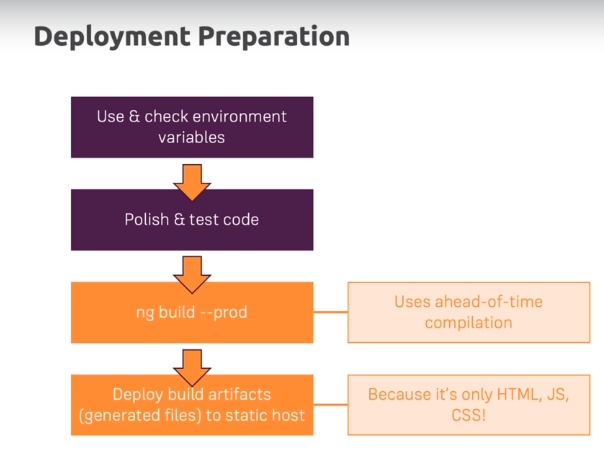 Deployment Preparation
Use & check environment
variables
Polish & test code
ng build --prod
Uses ahead-of-time
compilation
Deploy build artifacts
(generated files) to static host
Because it's only HTML, JS,
CSS!